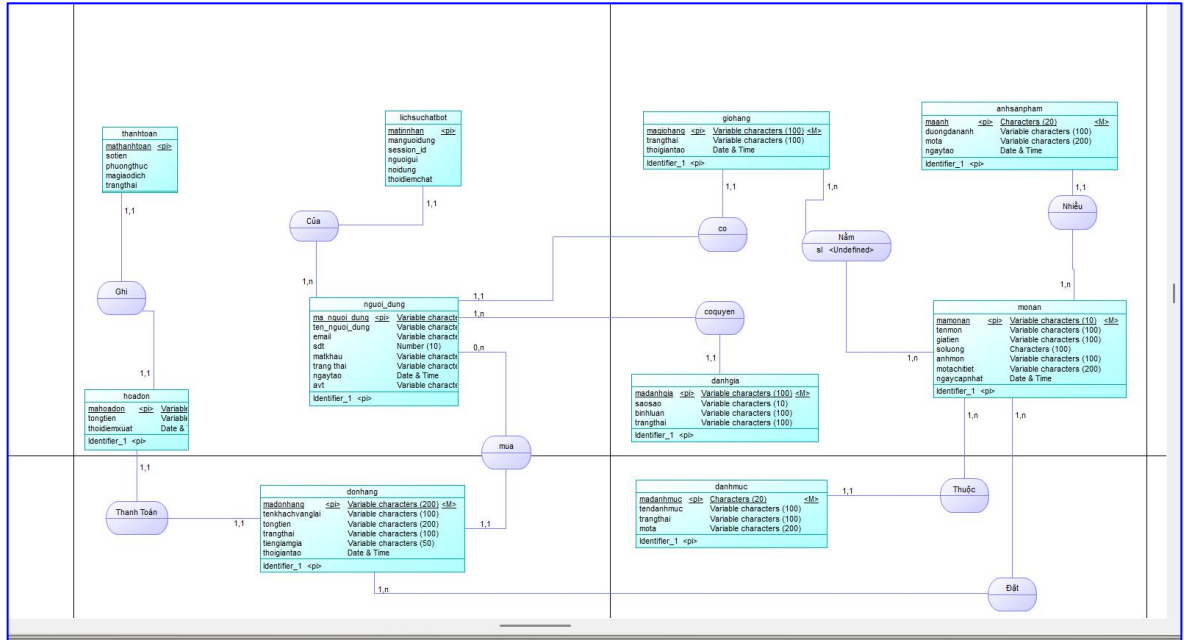 thanhtoan
mathanhtoan <pi>
sotien
phuongthuc
magiaodich
trangthai
1,1
Ghi
1,1
hoadon
mahoadon <pi> Variable
tongtien Variable
thoidiemxuat Date &
Identifier_1 <pi>
1,1
Thanh Toán
1,1
lichsuchatbot
matinnhan <pi>
manguoidung
session_id
nguoigui
noidung
thoidiemchat
1,1
Của
1,n
nguoi_dung
ma_nguoi_dung <pi> Variable characte
ten_nguoi_dung Variable characte
email Variable characte
sdt Number (10)
matkhau Variable characte
trang thai Variable characte
ngaytao Date & Time
avt Variable characte
Identifier_1 <pi>
1,1
1,n
0,n
mua
1,1
donhang
madonhang <pi> Variable characters (200) <M>
tenkhachvanglai Variable characters (100)
tongtien Variable characters (200)
trangthai Variable characters (100)
tiengiamgia Variable characters (50)
thoigiantao Date & Time
Identifier_1 <pi>
1,n
giohang
magiohang <pi> Variable characters (100) <M>
trangthai Variable characters (100)
thoigiantao Date & Time
Identifier_1 <pi>
1,1
1,n
co
Nằm
sl <Undefined>
1,n
coquyen
1,1
danhgia
madanhgia <pi> Variable characters (100) <M>
saosao Variable characters (10)
binhluan Variable characters (100)
trangthai Variable characters (100)
Identifier_1 <pi>
danhmuc
madanhmuc <pi> Characters (20) <M>
tendanhmuc Variable characters (100)
trangthai Variable characters (100)
mota Variable characters (200)
Identifier_1 <pi>
1,1
anhsanpham
maanh <pi> Characters (20) <M>
duongdananh Variable characters (100)
mota Variable characters (200)
ngaytao Date & Time
Identifier_1 <pi>
1,1
Nhiều
1,n
monan
mamonan <pi> Variable characters (10) <M>
tenmon Variable characters (100)
giatien Variable characters (100)
soluong Characters (100)
anhmon Variable characters (100)
motachitiet Variable characters (200)
ngaycapnhat Date & Time
Identifier_1 <pi>
1,n
1,n
Thuộc
Đặt